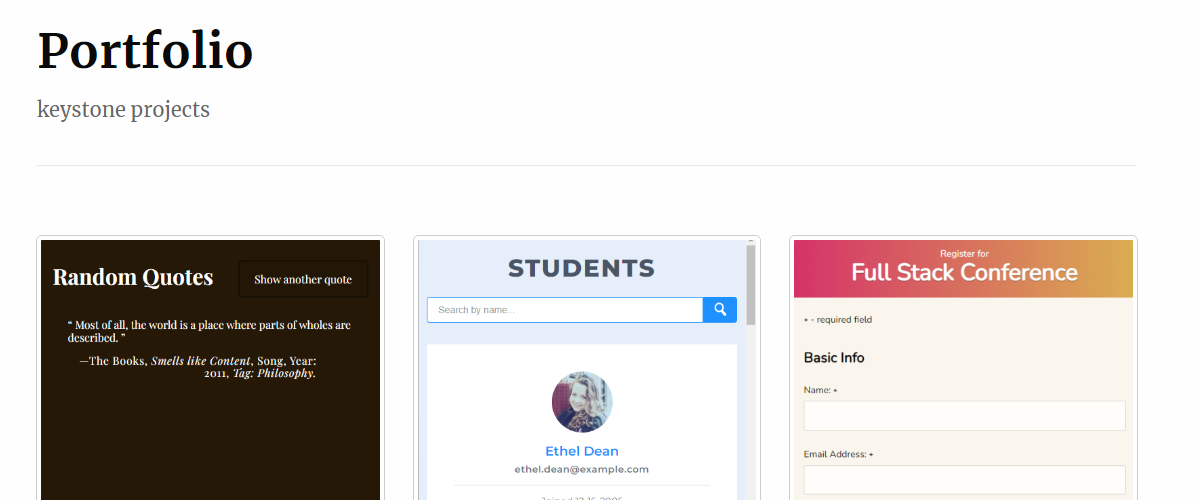 Portfolio
keystone projects
Random Quotes
Show another quote
“ Most of all, the world is a place where parts of wholes are
described. ”
—The Books, Smells like Content, Song, Year:
2011, Tag: Philosophy.
STUDENTS
Search by name...
Ethel Dean
ethel.dean@example.com
Register for
Full Stack Conference
* - required field
Basic Info
Name: *
Email Address: *